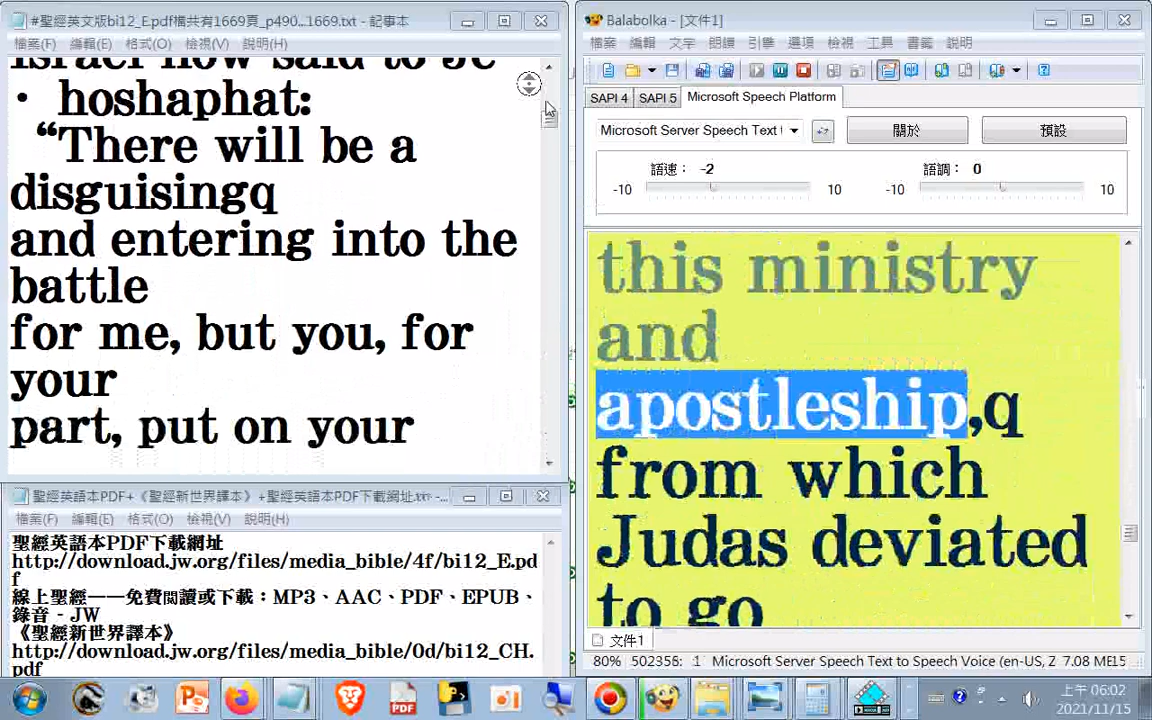 #聖經英文版bi12_E.pdf檔共有1669頁_p490...1669.txt - 記事本
檔案(F) 編輯(E) 格式(O) 檢視(V) 說明(H)
Israel now said to Je
· hoshaphat:
“There will be a
disguisingq
and entering into the
battle
for me, but you, for
your
part, put on your
聖經英語本PDF+《聖經新世界譯本》+聖經英語本PDF下載網址.txt -...
檔案(F) 編輯(E) 格式(O) 檢視(V) 說明(H)
聖經英語本PDF下載網址
http://download.jw.org/files/media_bible/4f/bi12_E.pd
f
線上聖經——免費閱讀或下載：MP3、AAC、PDF、EPUB、
錄音 - JW
《聖經新世界譯本》
http://download.jw.org/files/media_bible/0d/bi12_CH.
pdf
Balabolka - [文件1]
檔案 編輯 文字 朗讀 引擎 選項 檢視 工具 書籤 說明
SAPI 4 SAPI 5 Microsoft Speech Platform
Microsoft Server Speech Text t 關於 預設
語速： -2 語調： 0
-10 10 -10 10
this ministry
and
apostleship,q
from which
Judas deviated
to go
文件1
80% 502358: 1 Microsoft Server Speech Text to Speech Voice (en-US, Z 7.08 ME15
上午 06:02
2021/11/15